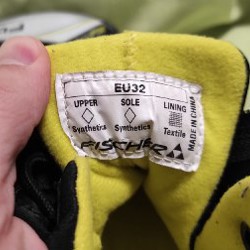 EU32
UPPER SOLE LINING
Synthetics Synthetics Textile
FISCHER
MADE IN CHINA